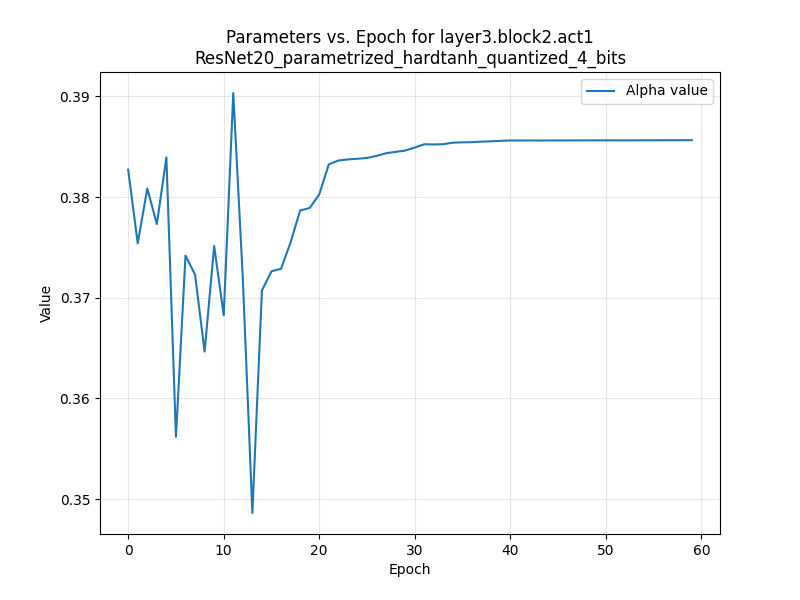 Parameters vs. Epoch for layer3.block2.act1
ResNet20_parametrized_hardtanh_quantized_4_bits
Alpha value
0.39
0.38
0.37
0.36
0.35
Value
0 10 20 30 40 50 60
Epoch